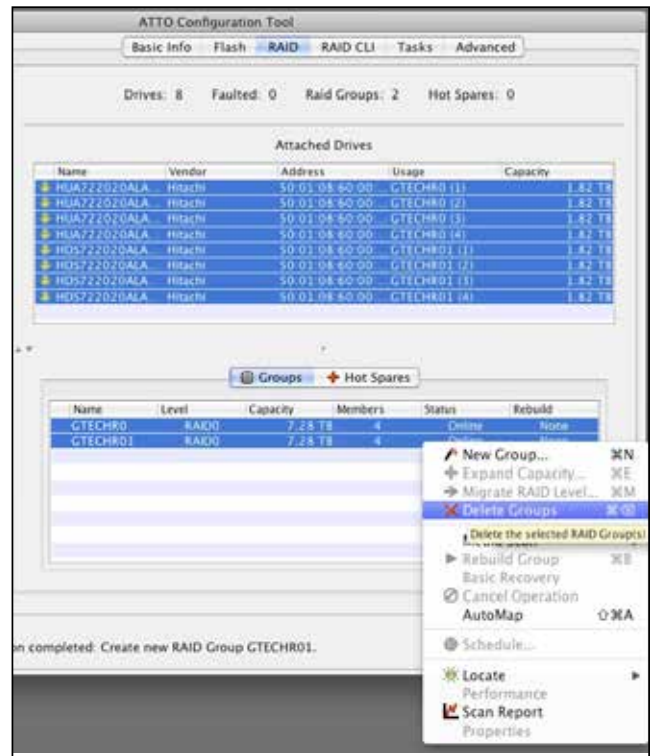 ATTO Configuration Tool
Basic Info Flash RAID RAID CLI Tasks Advanced
Drives: 8 Faulted: 0 Raid Groups: 2 Hot Spares: 0
Attached Drives
Name Vendor Address Usage Capacity
HUA722020ALA... Hitachi 50:01:08:60:00:... GTECHR0 (1) 1.82 TB
HUA722020ALA... Hitachi 50:01:08:60:00:... GTECHR0 (2) 1.82 TB
HUA722020ALA... Hitachi 50:01:08:60:00:... GTECHR0 (3) 1.82 TB
HUA722020ALA... Hitachi 50:01:08:60:00:... GTECHR0 (4) 1.82 TB
HDS722020ALA... Hitachi 50:01:08:60:00:... GTECHR01 (1) 1.82 TB
HDS722020ALA... Hitachi 50:01:08:60:00:... GTECHR01 (2) 1.82 TB
HDS722020ALA... Hitachi 50:01:08:60:00:... GTECHR01 (3) 1.82 TB
HDS722020ALA... Hitachi 50:01:08:60:00:... GTECHR01 (4) 1.82 TB
Groups Hot Spares
Name Level Capacity Members Status Rebuild
GTECHR0 RAID0 7.28 TB 4 Online None
GTECHR01 RAID0 7.28 TB 4 Online None
New Group... ⌘N
Expand Capacity... ⌘E
Migrate RAID Level... ⌘M
Delete Groups ⌘⌫
Delete the selected RAID Group(s)
Rebuild Group ⌘B
Basic Recovery
Cancel Operation
AutoMap ⇧⌘A
on completed: Create new RAID Group GTECHR01.
Schedule...
Locate
Performance
Scan Report
Properties